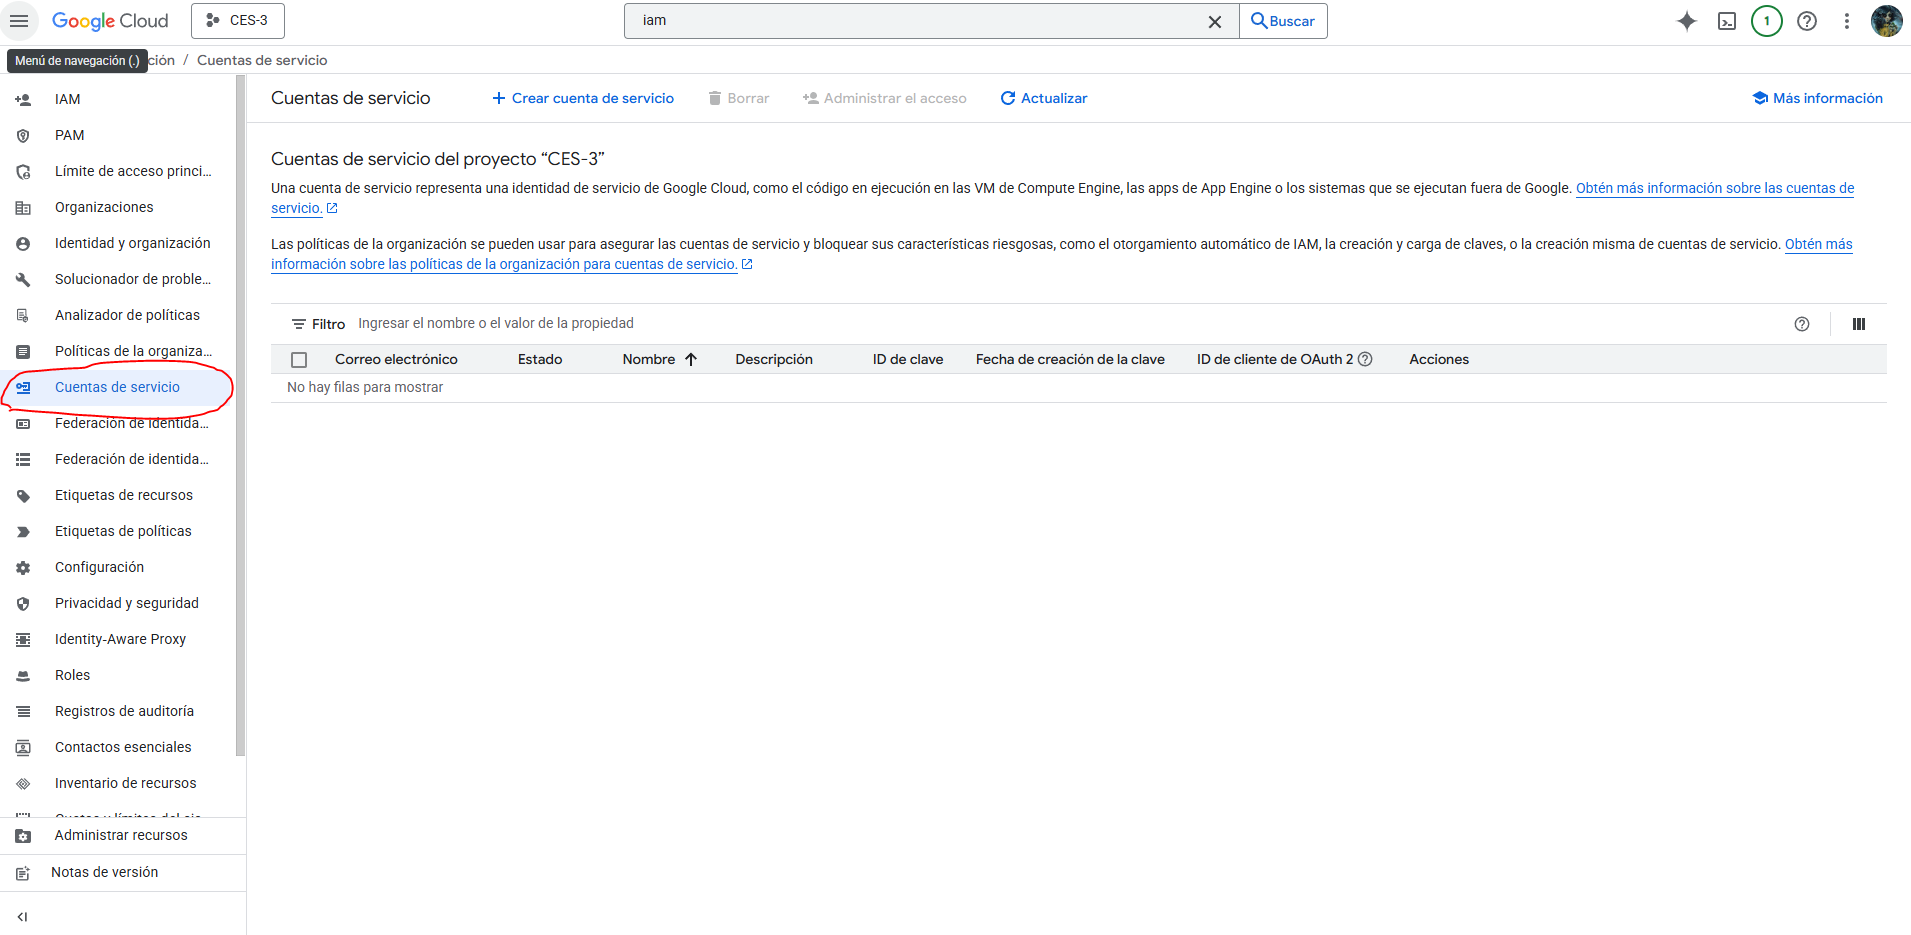 Google Cloud
CES-3
iam
Buscar
1
Menú de navegación (.)
ción / Cuentas de servicio
IAM
PAM
Límite de acceso princi...
Organizaciones
Identidad y organización
Solucionador de proble...
Analizador de políticas
Políticas de la organiza...
Cuentas de servicio
Federación de identida...
Federación de identida...
Etiquetas de recursos
Etiquetas de políticas
Configuración
Privacidad y seguridad
Identity-Aware Proxy
Roles
Registros de auditoría
Contactos esenciales
Inventario de recursos
Administrar recursos
Notas de versión
Cuentas de servicio
Crear cuenta de servicio
Borrar
Administrar el acceso
Actualizar
Más información
Cuentas de servicio del proyecto “CES-3”
Una cuenta de servicio representa una identidad de servicio de Google Cloud, como el código en ejecución en las VM de Compute Engine, las apps de App Engine o los sistemas que se ejecutan fuera de Google. Obtén más información sobre las cuentas de
servicio.
Las políticas de la organización se pueden usar para asegurar las cuentas de servicio y bloquear sus características riesgosas, como el otorgamiento automático de IAM, la creación y carga de claves, o la creación misma de cuentas de servicio. Obtén más
información sobre las políticas de la organización para cuentas de servicio.
Filtro Ingresar el nombre o el valor de la propiedad
Correo electrónico Estado Nombre Descripción ID de clave Fecha de creación de la clave ID de cliente de OAuth 2 Acciones
No hay filas para mostrar